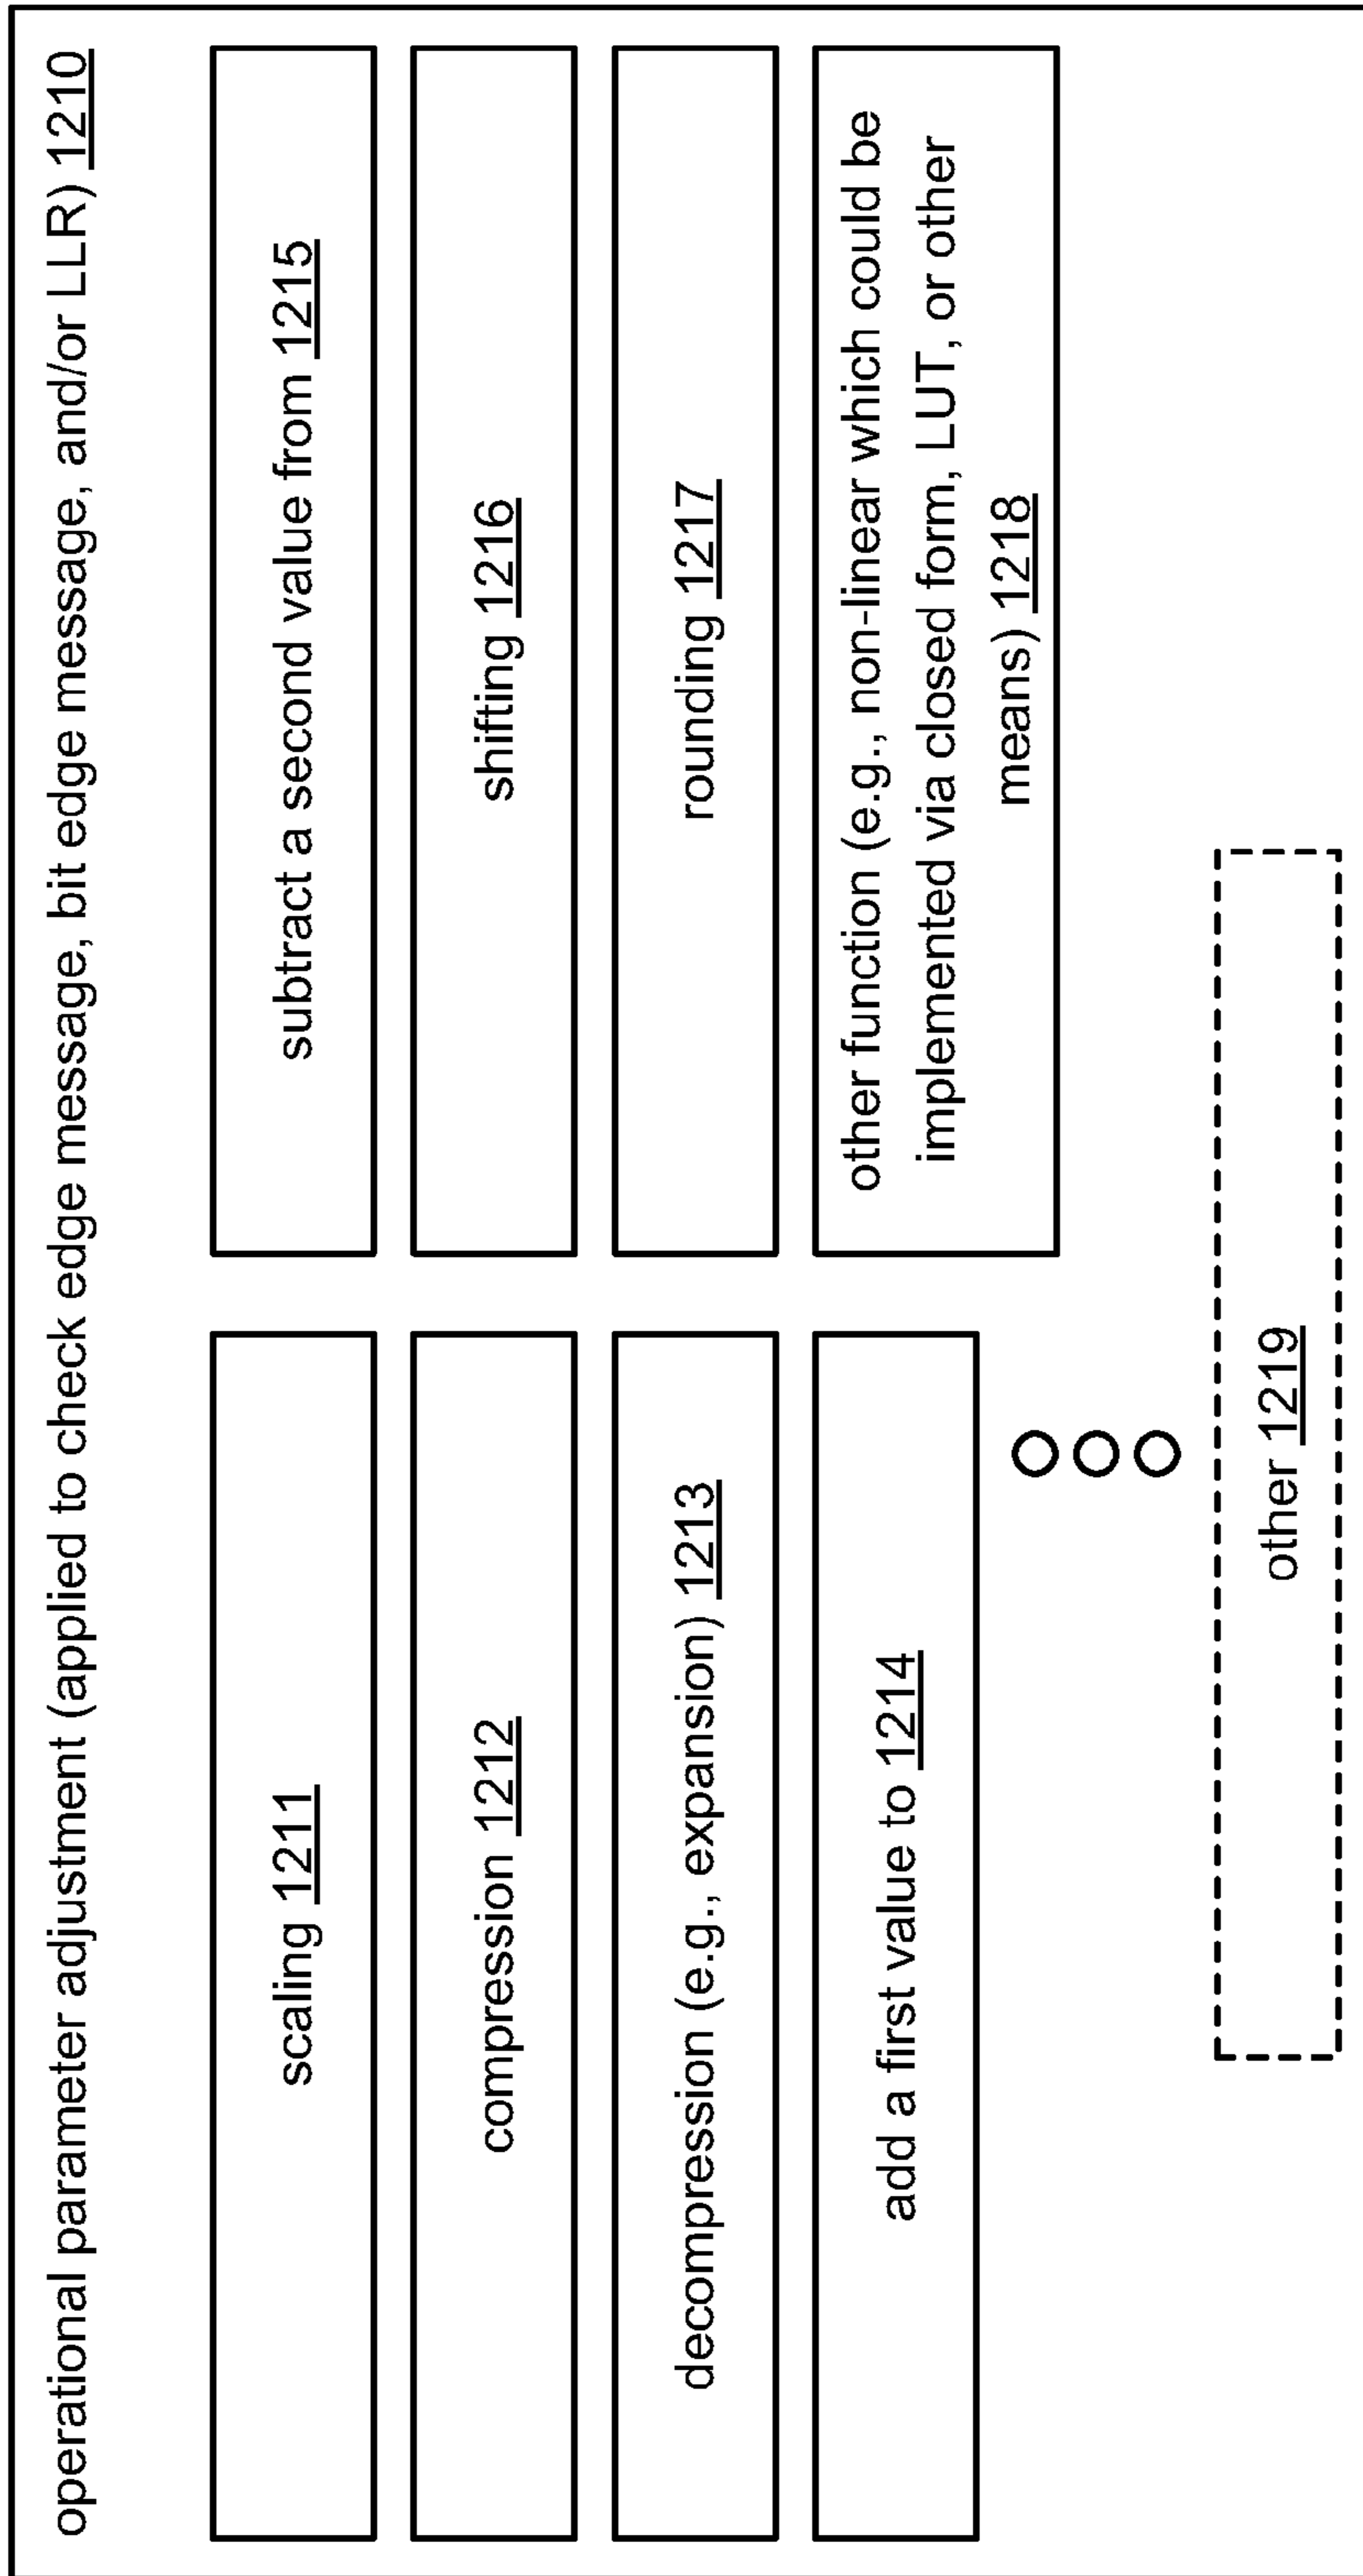 operational parameter adjustment (applied to check edge message, bit edge message, and/or LLR) 1210
scaling 1211
compression 1212
decompression (e.g., expansion) 1213
add a first value to 1214
subtract a second value from 1215
shifting 1216
rounding 1217
other function (e.g., non-linear which could be
implemented via closed form, LUT, or other
means) 1218
other 1219